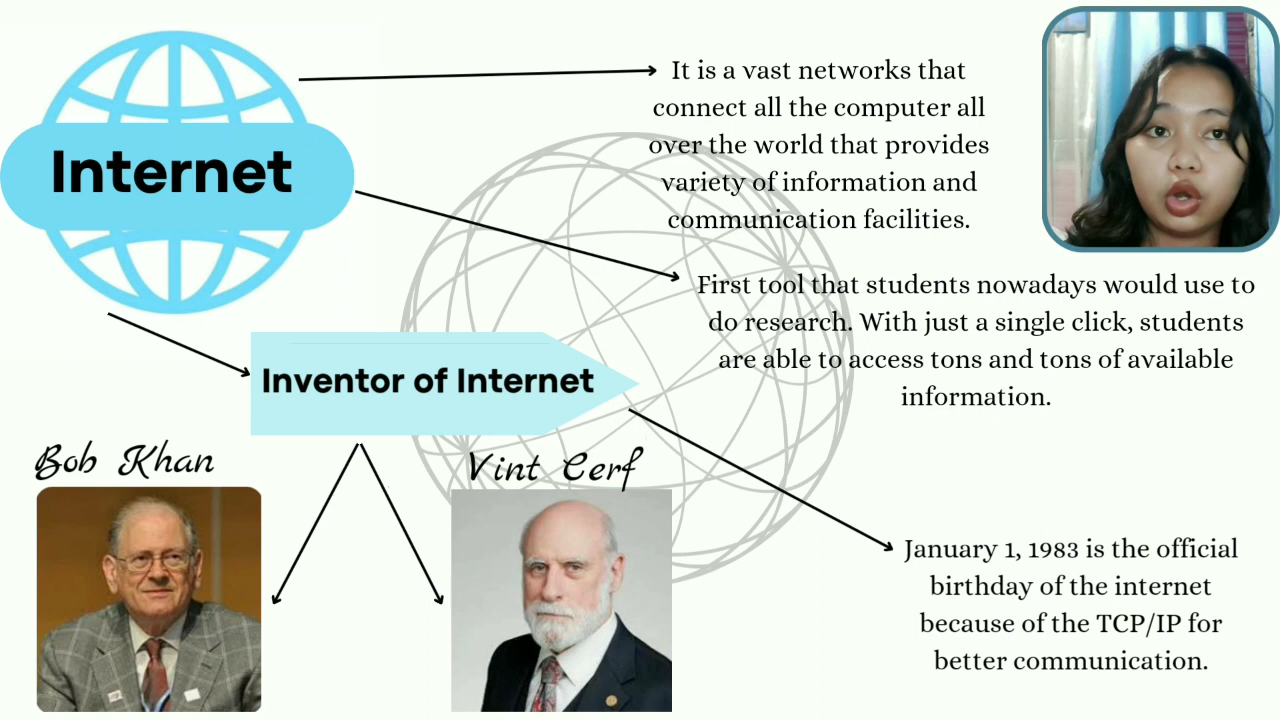 Internet
It is a vast networks that
connect all the computer all
over the world that provides
variety of information and
communication facilities.
First tool that students nowadays would use to
do research. With just a single click, students
are able to access tons and tons of available
information.
Inventor of Internet
Bob Khan
Vint Cerf
January 1, 1983 is the official
birthday of the internet
because of the TCP/IP for
better communication.